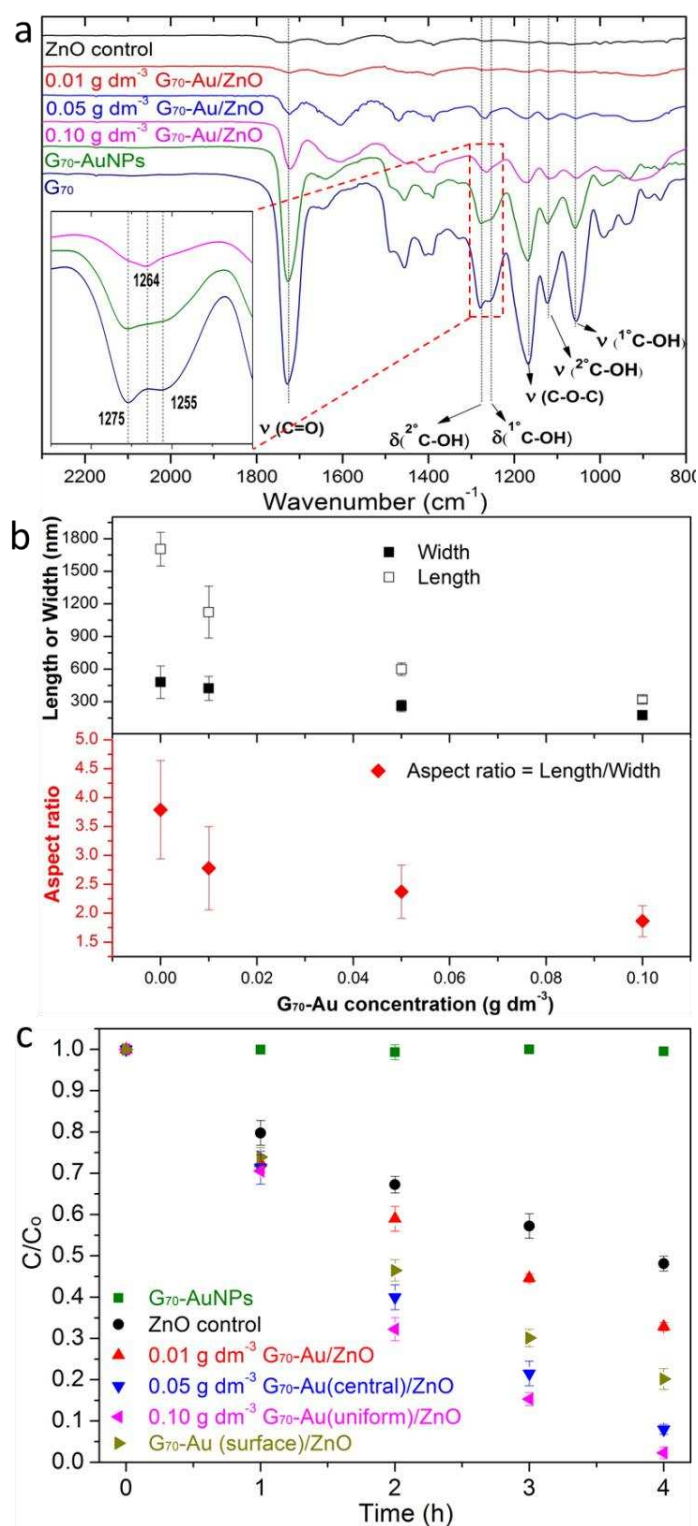 a
ZnO control
0.01 g dm⁻³ G₇₀-Au/ZnO
0.05 g dm⁻³ G₇₀-Au/ZnO
0.10 g dm⁻³ G₇₀-Au/ZnO
G₇₀-AuNPs
G₇₀
1264
1275
1255
ν (C=O)
δ(²°C-OH)
δ(¹°C-OH)
ν (C-O-C)
ν (²°C-OH)
ν (¹°C-OH)
2200 2000 1800 1600 1400 1200 1000 800
Wavenumber (cm⁻¹)
b
Length or Width (nm)
1800
1500
1200
900
600
300
Width
Length
Aspect ratio
5.0
4.5
4.0
3.5
3.0
2.5
2.0
1.5
Aspect ratio = Length/Width
0.00 0.02 0.04 0.06 0.08 0.10
G₇₀-Au concentration (g dm⁻³)
c
C/C₀
1.0
0.9
0.8
0.7
0.6
0.5
0.4
0.3
0.2
0.1
0.0
G₇₀-AuNPs
ZnO control
0.01 g dm⁻³ G₇₀-Au/ZnO
0.05 g dm⁻³ G₇₀-Au(central)/ZnO
0.10 g dm⁻³ G₇₀-Au(uniform)/ZnO
G₇₀-Au (surface)/ZnO
0 1 2 3 4
Time (h)